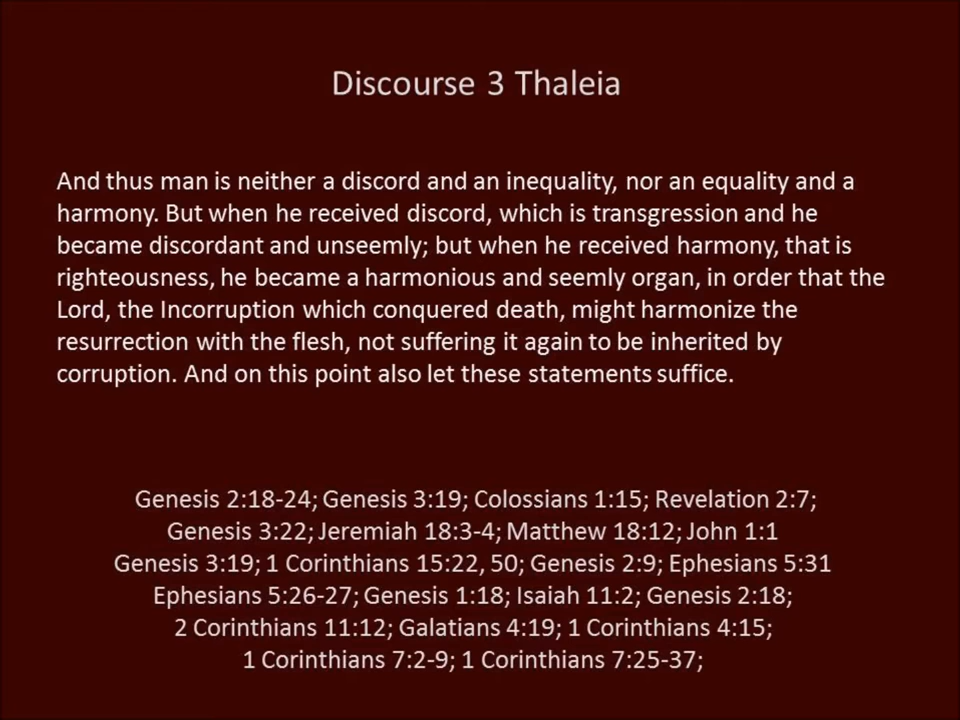 Discourse 3 Thaleia
And thus man is neither a discord and an inequality, nor an equality and a
harmony. But when he received discord, which is transgression and he
became discordant and unseemly; but when he received harmony, that is
righteousness, he became a harmonious and seemly organ, in order that the
Lord, the Incorruption which conquered death, might harmonize the
resurrection with the flesh, not suffering it again to be inherited by
corruption. And on this point also let these statements suffice.
Genesis 2:18-24; Genesis 3:19; Colossians 1:15; Revelation 2:7;
Genesis 3:22; Jeremiah 18:3-4; Matthew 18:12; John 1:1
Genesis 3:19; 1 Corinthians 15:22, 50; Genesis 2:9; Ephesians 5:31
Ephesians 5:26-27; Genesis 1:18; Isaiah 11:2; Genesis 2:18;
2 Corinthians 11:12; Galatians 4:19; 1 Corinthians 4:15;
1 Corinthians 7:2-9; 1 Corinthians 7:25-37;